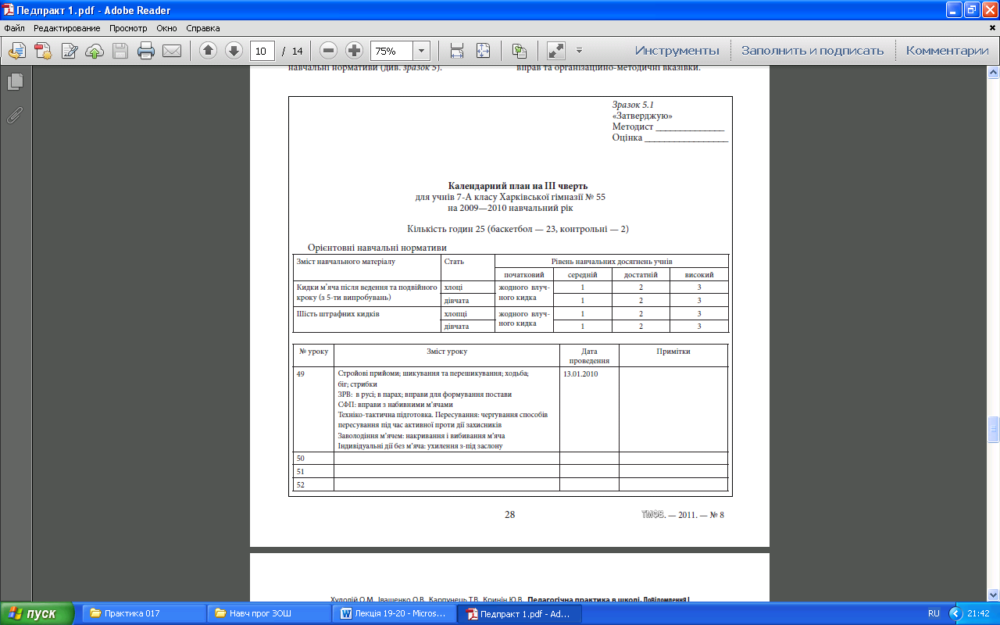 Педпракт 1.pdf - Adobe Reader
Файл Редактирование Просмотр Окно Справка
10 / 14 75% Инструменты Заполнить и подписать Комментарии
навчальні нормативи (див. зразок 5). вправ та організаційно-методичні вказівки.
Зразок 5.1
«Затверджую»
Методист _______________
Оцінка __________________
Календарний план на III чверть
для учнів 7-А класу Харківської гімназії № 55
на 2009—2010 навчальний рік
Кількість годин 25 (баскетбол — 23, контрольні — 2)
Орієнтовні навчальні нормативи
Зміст навчального матеріалу Стать Рівень навчальних досягнень учнів
початковий середній достатній високий
Кидки м’яча після ведення та подвійного хлоці жодного влуч- 1 2 3
кроку (з 5-ти випробувань) дівчата ного кидка 1 2 3
Шість штрафних кидків хлопці жодного влуч- 1 2 3
дівчата ного кидка 1 2 3
№ уроку Зміст уроку Дата Примітки
проведення
49 Стройові прийоми; шикування та перешикування; ходьба; 13.01.2010
біг; стрибки
ЗРВ: в русі; в парах; вправи для формування постави
СФП: вправи з набивними м’ячами
Техніко-тактична підготовка. Пересування: чергування способів
пересування під час активної проти дії захисників
Заволодіння м’ячем: накривання і вибивання м’яча
Індивідуальні дії без м’яча: ухилення з-під заслону
50
51
52
28 ТМФВ. — 2011. — № 8
Худолій О.М., Іващенко О.В., Карпунець Т.В., Кринін Ю.В. Педагогічна практика в школі. Повідомлення I
пуск Практика 017 Навч прог ЗОШ Лекція 19-20 - Micros... Педпракт 1.pdf - Ad... RU 21:42